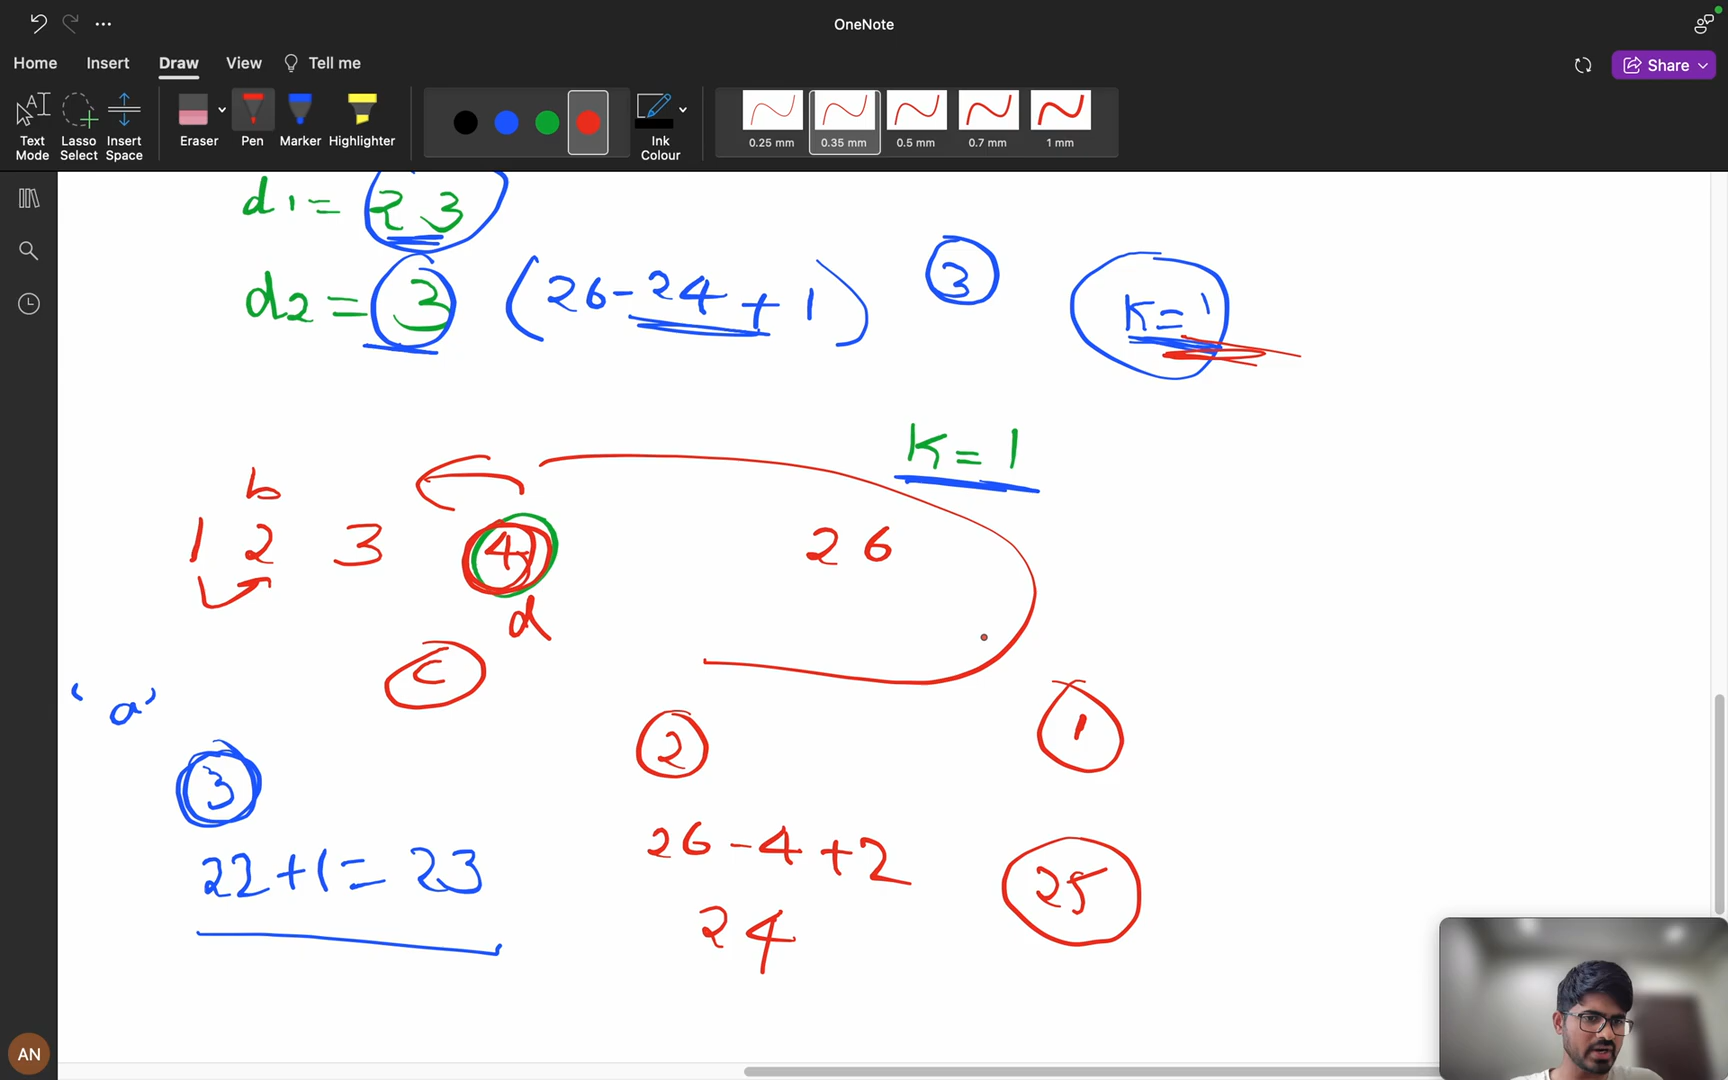 OneNote
Home Insert Draw View Tell me
Share
Text Mode
Lasso Select
Insert Space
Eraser
Pen
Marker
Highlighter
Ink Colour
0.25 mm
0.35 mm
0.5 mm
0.7 mm
1 mm
d1 = 23
d2 = 3 (26-24+1) 3 K=1
K=1
b
1 2 3 4 26
d
c
'a'
3 2 1
22+1=23 26-4+2 25
24
AN